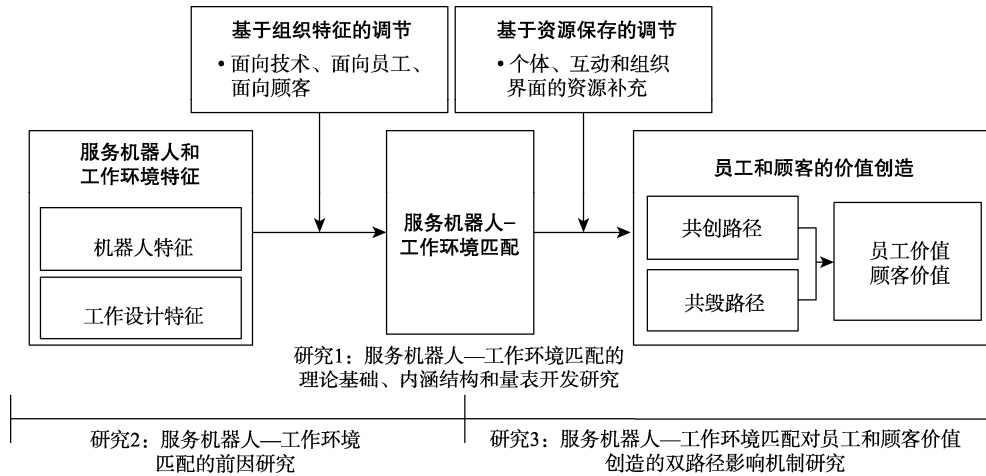 基于组织特征的调节
• 面向技术、面向员工、
面向顾客
基于资源保存的调节
• 个体、互动和组织
界面的资源补充
服务机器人和
工作环境特征
机器人特征
工作设计特征
服务机器人–
工作环境匹配
员工和顾客的价值创造
共创路径
共毁路径
员工价值
顾客价值
研究1：服务机器人—工作环境匹配的
理论基础、内涵结构和量表开发研究
研究2：服务机器人—工作环境
匹配的前因研究
研究3：服务机器人—工作环境匹配对员工和顾客价值
创造的双路径影响机制研究